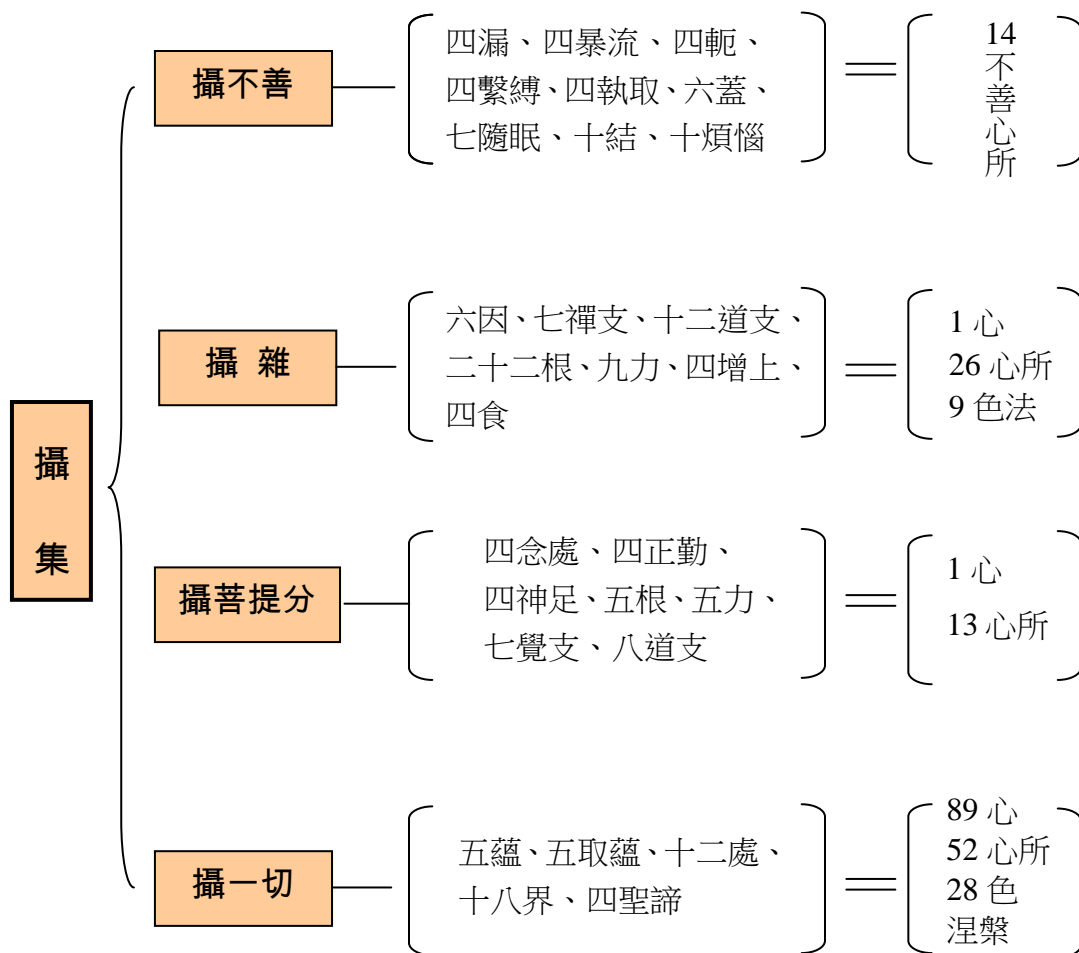 攝集
攝不善
四漏、四暴流、四軛、
四繫縛、四執取、六蓋、
七隨眠、十結、十煩惱
14
不善心所
攝 雜
六因、七禪支、十二道支、
二十二根、九力、四增上、
四食
1 心
26 心所
9 色法
攝菩提分
四念處、四正勤、
四神足、五根、五力、
七覺支、八道支
1 心
13 心所
攝一切
五蘊、五取蘊、十二處、
十八界、四聖諦
89 心
52 心所
28 色
涅槃